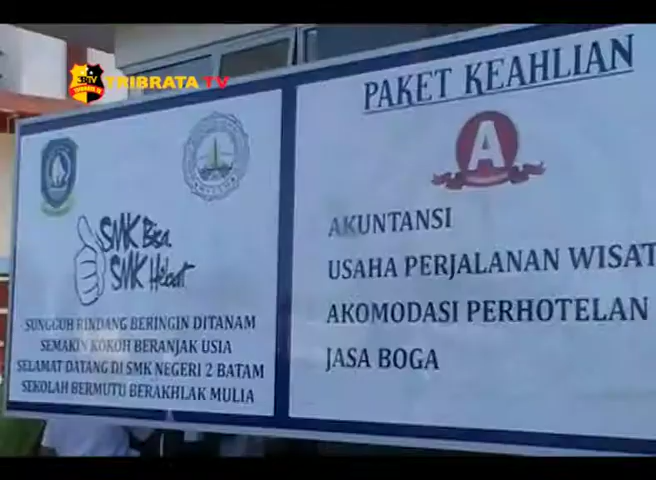 TRIBRATA TV
PAKET KEAHLIAN
A
AKUNTANSI
USAHA PERJALANAN WISAT
AKOMODASI PERHOTELAN
JASA BOGA
SMK Bisa
SMK Hebat
SUNGGUH RINDANG BERINGIN DITANAM
SEMAKIN KOKOH BERANJAK USIA
SELAMAT DATANG DI SMK NEGERI 2 BATAM
SEKOLAH BERMUTU BERAKHLAK MULIA